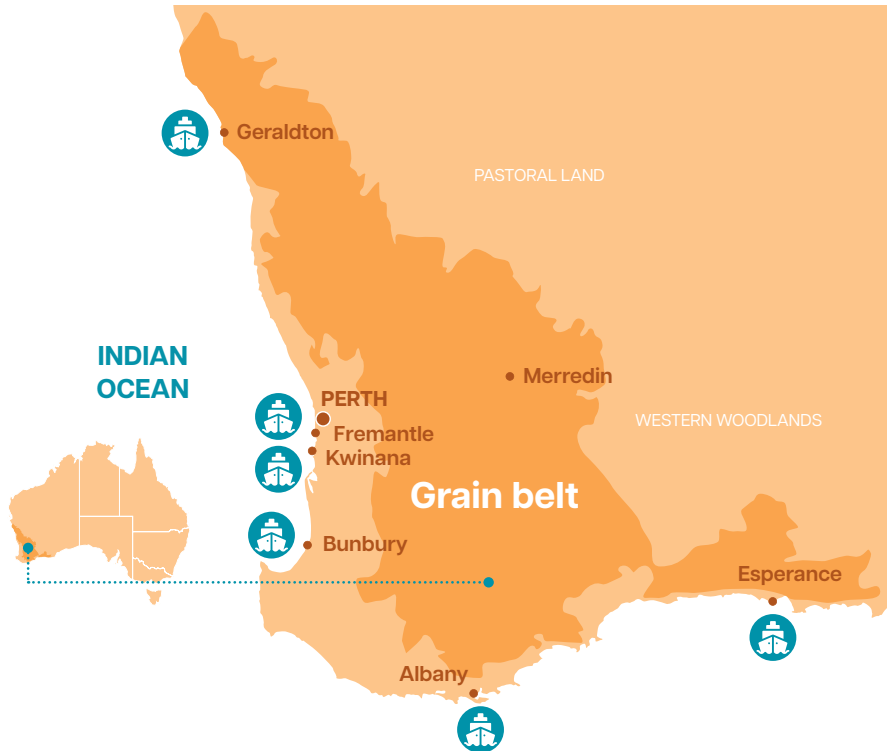 Geraldton
PASTORAL LAND
INDIAN
OCEAN
Merredin
PERTH
Fremantle
WESTERN WOODLANDS
Kwinana
Grain belt
Bunbury
Esperance
Albany